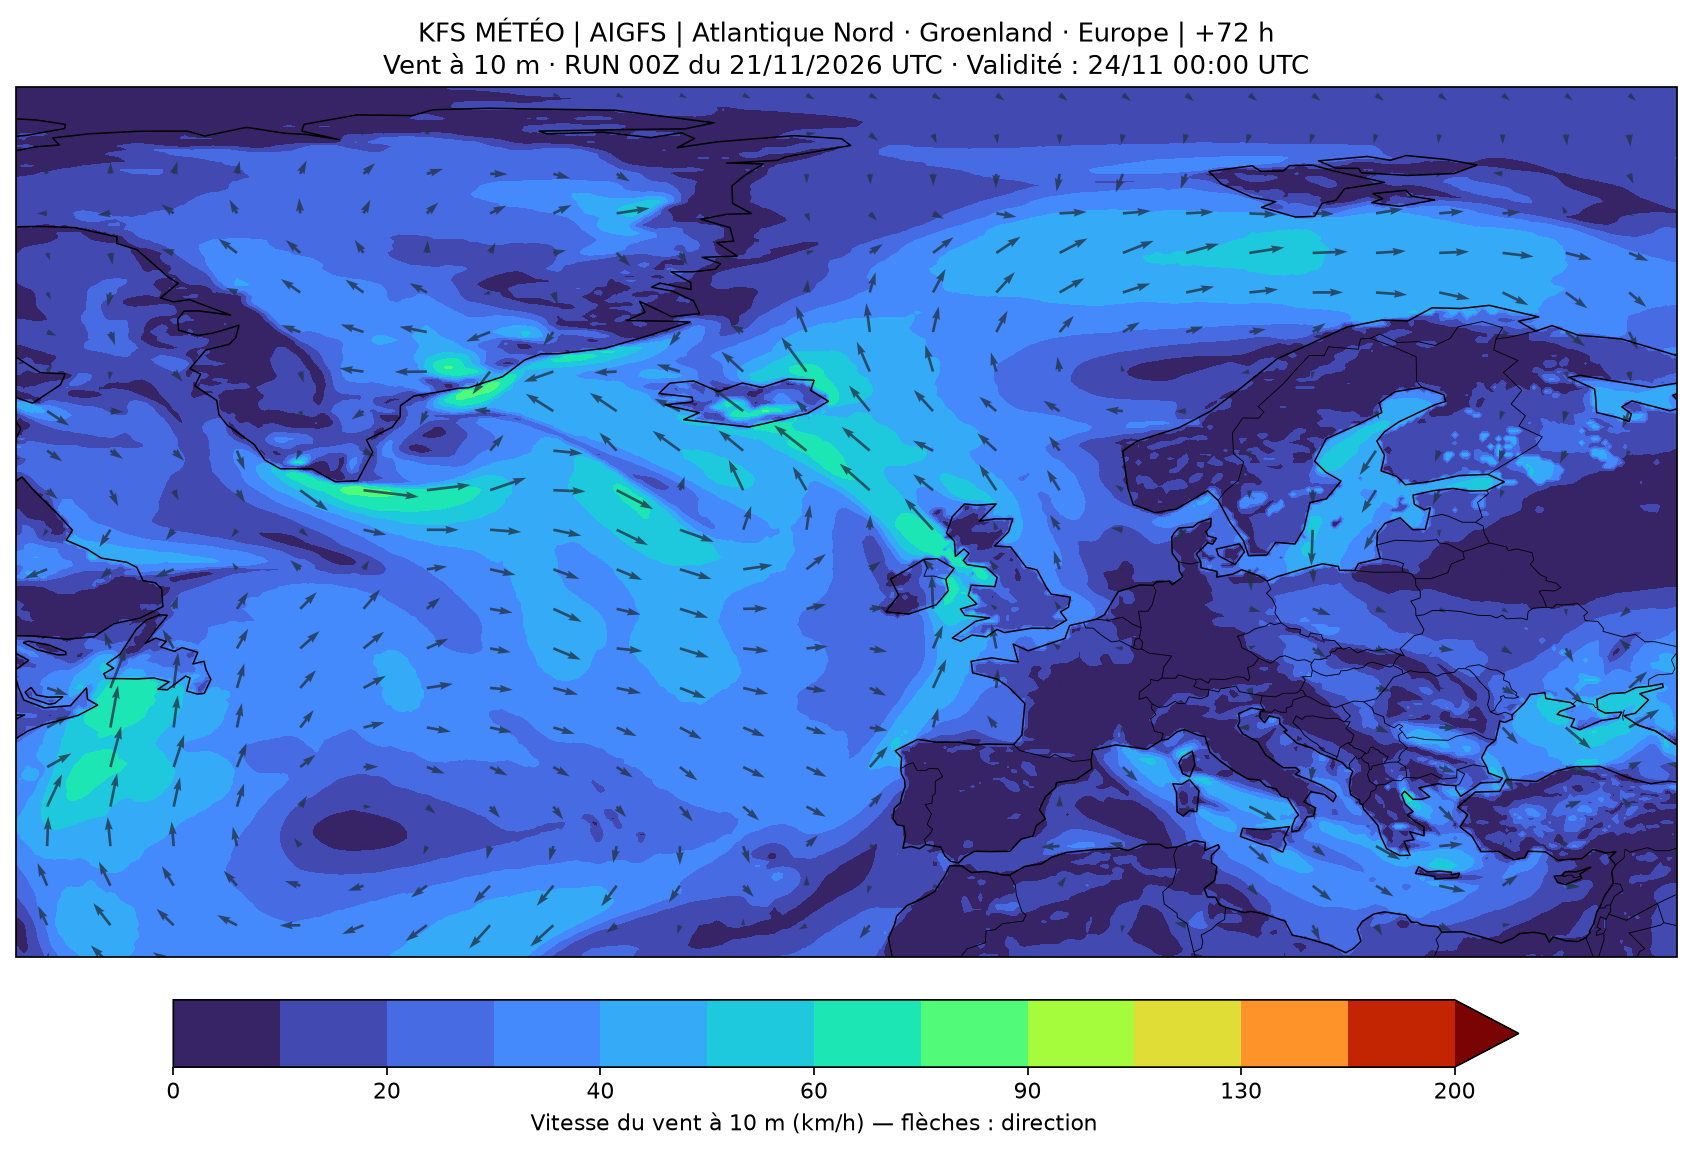 KFS MÉTÉO | AIGFS | Atlantique Nord · Groenland · Europe | +72 h
Vent à 10 m · RUN 00Z du 21/11/2026 UTC · Validité : 24/11 00:00 UTC
0 20 40 60 90 130 200
Vitesse du vent à 10 m (km/h) — flèches : direction